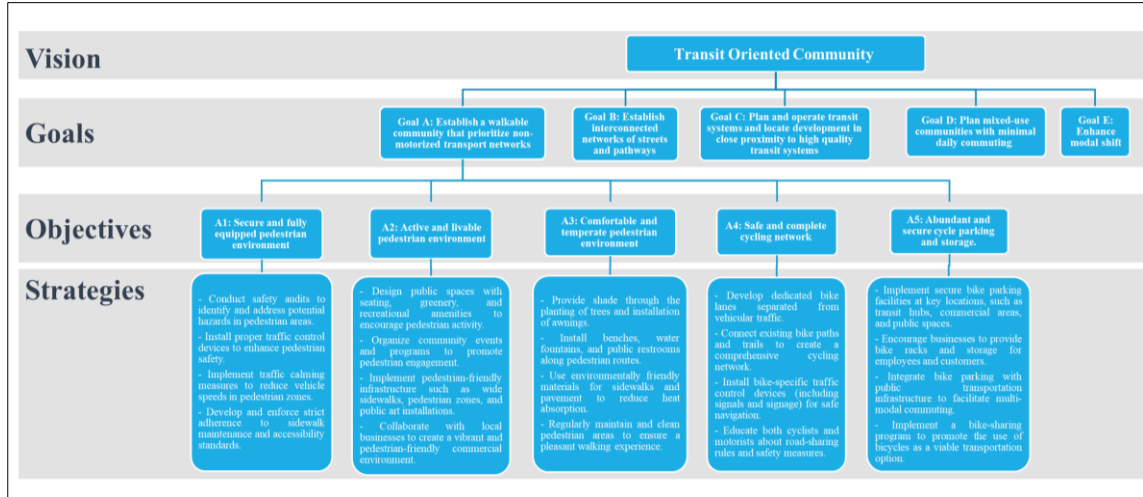 Vision
Transit Oriented Community
Goals
Goal A: Establish a walkable
community that prioritize non-
motorized transport networks
Goal B: Establish
interconnected
networks of streets
and pathways
Goal C: Plan and operate transit
systems and locate development in
close proximity to high quality
transit systems
Goal D: Plan mixed-use
communities with minimal
daily commuting
Goal E:
Enhance
modal shift
Objectives
A1: Secure and fully
equipped pedestrian
environment
A2: Active and livable
pedestrian environment
A3: Comfortable and
temperate pedestrian
environment
A4: Safe and complete
cycling network
A5: Abundant and
secure cycle parking
and storage.
Strategies
- Conduct safety audits to
identify and address potential
hazards in pedestrian areas.
- Install proper traffic control
devices to enhance pedestrian
safety.
- Implement traffic calming
measures to reduce vehicle
speeds in pedestrian zones.
- Develop and enforce strict
adherence to sidewalk
maintenance and accessibility
standards.
- Design public spaces with
seating, greenery, and
recreational amenities to
encourage pedestrian activity.
- Organize community events
and programs to promote
pedestrian engagement.
- Implement pedestrian-friendly
infrastructure such as wide
sidewalks, pedestrian zones, and
public art installations.
- Collaborate with local
businesses to create a vibrant and
pedestrian-friendly commercial
environment.
- Provide shade through the
planting of trees and installation
of awnings.
- Install benches, water
fountains, and public restrooms
along pedestrian routes.
- Use environmentally friendly
materials for sidewalks and
pavement to reduce heat
absorption.
- Regularly maintain and clean
pedestrian areas to ensure a
pleasant walking experience.
- Develop dedicated bike
lanes separated from
vehicular traffic.
- Connect existing bike paths
and trails to create a
comprehensive cycling
network.
- Install bike-specific traffic
control devices (including
signals and signage) for safe
navigation.
- Educate both cyclists and
motorists about road-sharing
rules and safety measures.
- Implement secure bike parking
facilities at key locations, such as
transit hubs, commercial areas,
and public spaces.
- Encourage businesses to provide
bike racks and storage for
employees and customers.
- Integrate bike parking with
public transportation
infrastructure to facilitate multi-
modal commuting.
- Implement a bike-sharing
program to promote the use of
bicycles as a viable transportation
option.